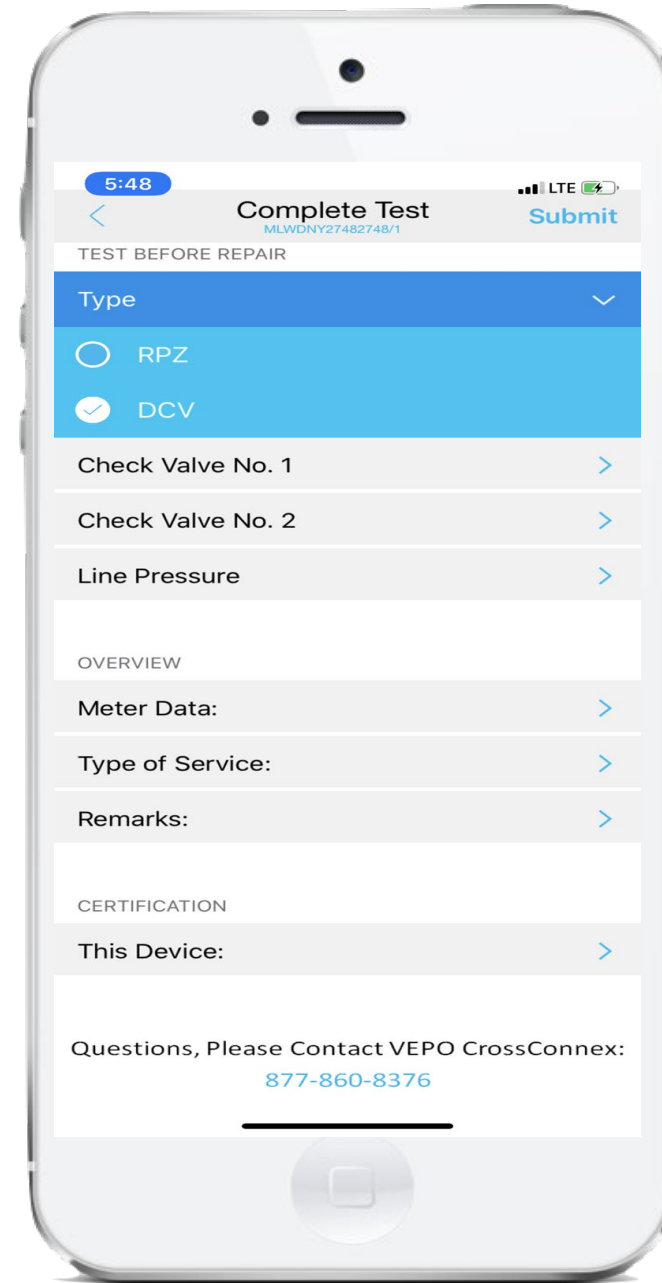 5:48
LTE
Complete Test
Submit
MLWDNY27482748/1
TEST BEFORE REPAIR
Type
RPZ
DCV
Check Valve No. 1
Check Valve No. 2
Line Pressure
OVERVIEW
Meter Data:
Type of Service:
Remarks:
CERTIFICATION
This Device:
Questions, Please Contact VEPO CrossConnex:
877-860-8376